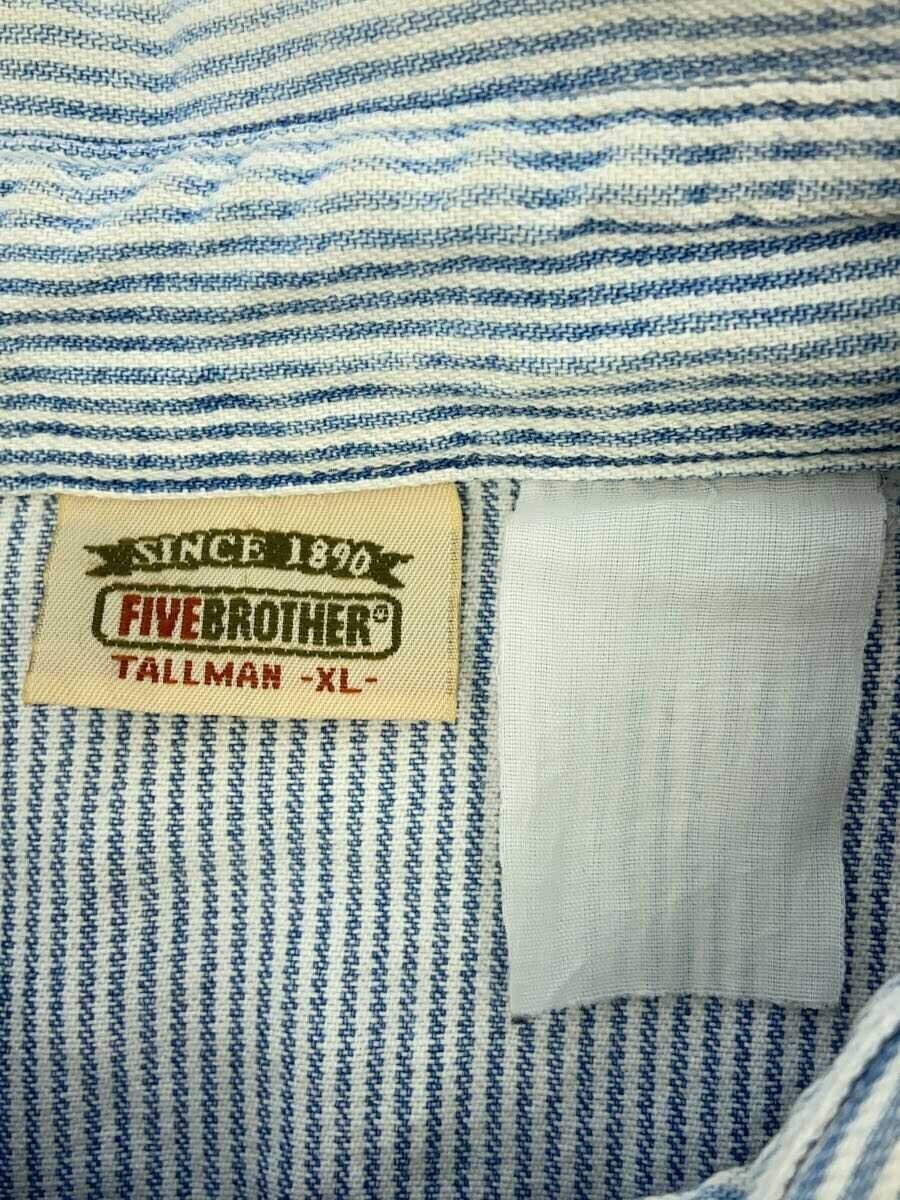 SINCE 1890
FIVEBROTHER®
TALLMAN -XL-